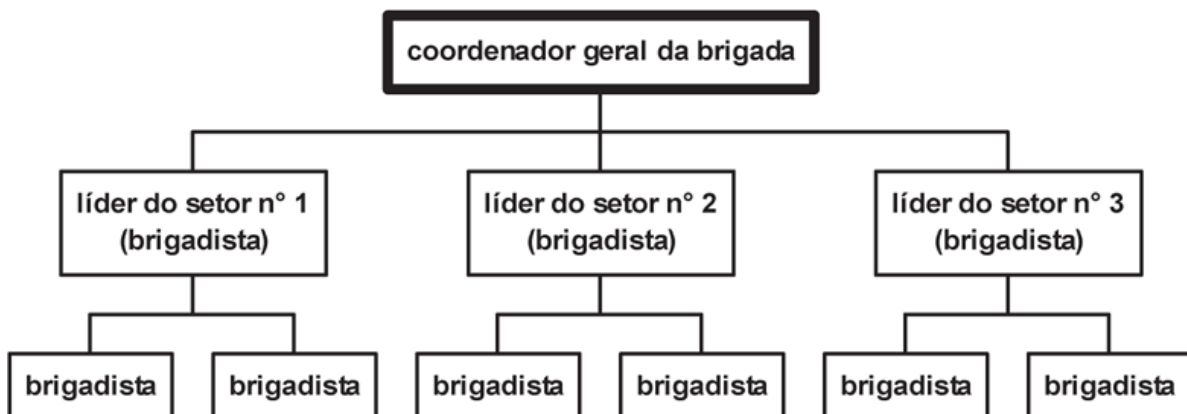 coordenador geral da brigada
líder do setor n° 1
(brigadista)
líder do setor n° 2
(brigadista)
líder do setor n° 3
(brigadista)
brigadista
brigadista
brigadista
brigadista
brigadista
brigadista